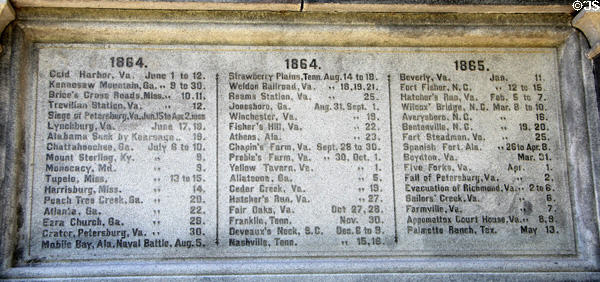 ©JS
1864.
Cold Harbor, Va. June 1 to 12.
Kennesaw Mountain, Ga. „ 9 to 30.
Brice's Cross Roads, Miss. „ 10, 11.
Trevilian Station, Va. 12.
Siege of Petersburg, Va. Jun. 15 to Apr. 2, 1865
Lynchburg, Va. June 17, 18.
Alabama Sunk by Kearsage. 19.
Chattahoochee, Ga. July 6 to 10
Mount Sterling, Ky. „ 9.
Monocacy, Md. „ 9.
Tupelo, Miss. „ 13 to 15.
Harrisburg, Miss. „ 14.
Peach Tree Creek, Ga. „ 20.
Atlanta, Ga. „ 22.
Ezra Church, Ga. „ 28.
Crater, Petersburg, Va. „ 30.
Mobile Bay, Ala. Naval Battle, Aug. 5.
1864.
Strawberry Plains, Tenn. Aug. 14 to 18.
Weldon Railroad, Va. „ 18, 19, 21.
Reams Station, Va. „ 25.
Jonesboro, Ga. Aug. 31, Sept. 1.
Winchester, Va. „ 19.
Fisher's Hill, Va. „ 22.
Athens, Ala. „ 23.
Chapin's Farm, Va. Sept. 28 to 30.
Preble's Farm, Va. „ 30, Oct. 1.
Yellow Tavern, Va. „ 1.
Allatoona, Ga. „ 5.
Cedar Creek, Va. „ 19.
Hatcher's Run, Va. „ 27.
Fair Oaks, Va. Oct 27, 28.
Franklin, Tenn. Nov. 30.
Deveaux's Neck, S.C. Dec. 6 to 9.
Nashville, Tenn. „ 15, 16.
1865.
Beverly, Va. Jan. 11.
Fort Fisher, N.C. „ 12 to 15.
Hatcher's Run, Va. Feb. 5 to 7.
Wilcox' Bridge, N.C. Mar. 8 to 10.
Averysboro, N.C. 16.
Bentonville, N.C. „ 19, 20.
Fort Steadman, Va. „ 25.
Spanish Fort, Ala. „ 26 to Apr. 8.
Boydton, Va. Mar. 31.
Five Forks, Va. Apr. 1.
Fall of Petersburg, Va. „ 2.
Evacuation of Richmond, Va. „ 2 to 6.
Sailors' Creek, Va. „ 6.
Farmville, Va. „ 7.
Appomattox Court House, Va. „ 8, 9.
Palmetto Ranch, Tex. May 13.